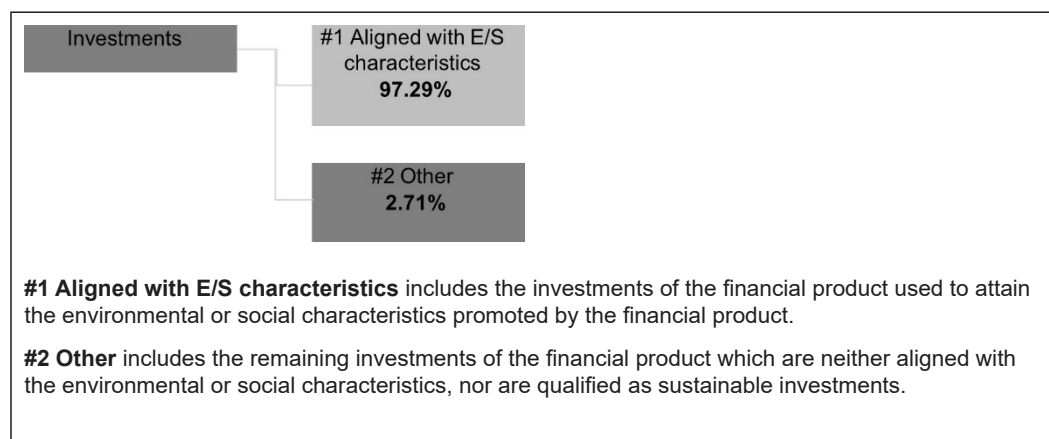 Investments
#1 Aligned with E/S
characteristics
97.29%
#2 Other
2.71%
#1 Aligned with E/S characteristics includes the investments of the financial product used to attain
the environmental or social characteristics promoted by the financial product.
#2 Other includes the remaining investments of the financial product which are neither aligned with
the environmental or social characteristics, nor are qualified as sustainable investments.